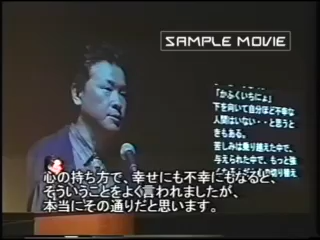 SAMPLE MOVIE
「かふくいちにょ」
下を向いて自分ほど不幸な
人間はいない・・と思うと
きもある。
苦しみは乗り越えた中で、
与えられた中で、もっと強
心の持ち方で、幸せにも不幸にもなると、
そういうことをよく言われましたが、
本当にその通りだと思います。